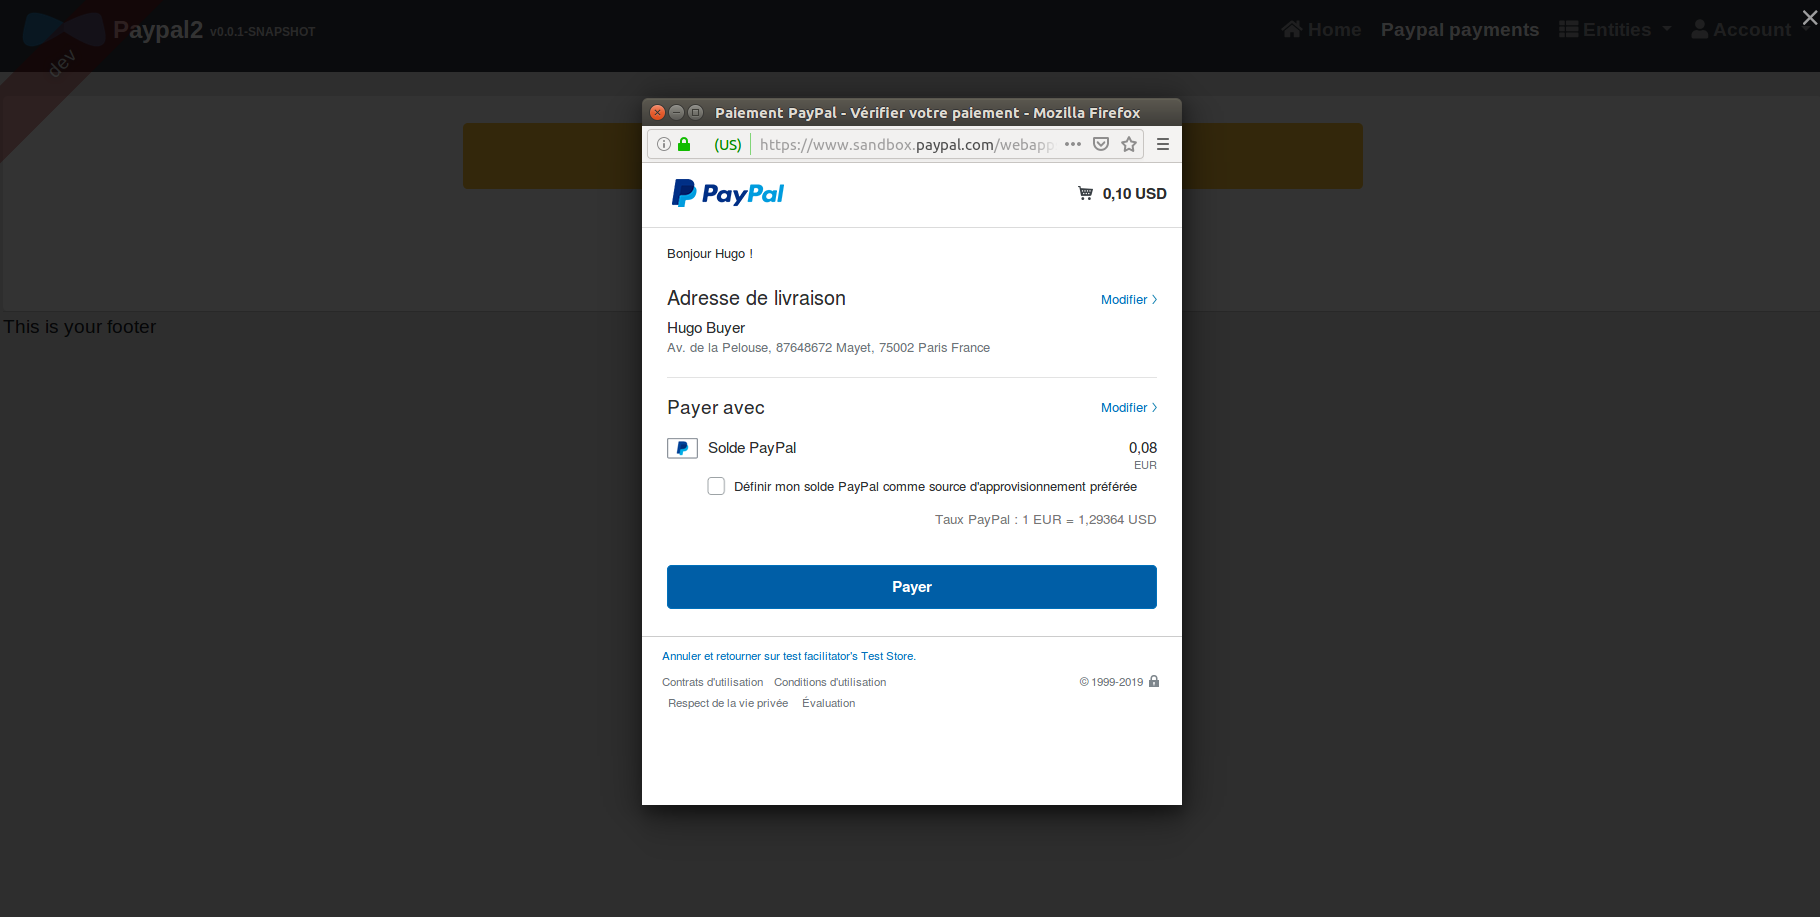 Paypal2 v0.0.1-SNAPSHOT
Home Paypal payments Entities Account
dev
Paiement PayPal - Vérifier votre paiement - Mozilla Firefox
(US) https://www.sandbox.paypal.com/webapp
PayPal 0,10 USD
Bonjour Hugo !
Adresse de livraison Modifier
Hugo Buyer
Av. de la Pelouse, 87648672 Mayet, 75002 Paris France
Payer avec Modifier
Solde PayPal 0,08
EUR
Définir mon solde PayPal comme source d'approvisionnement préférée
Taux PayPal : 1 EUR = 1,29364 USD
Payer
Annuler et retourner sur test facilitator's Test Store.
Contrats d'utilisation Conditions d'utilisation © 1999-2019
Respect de la vie privée Évaluation
This is your footer